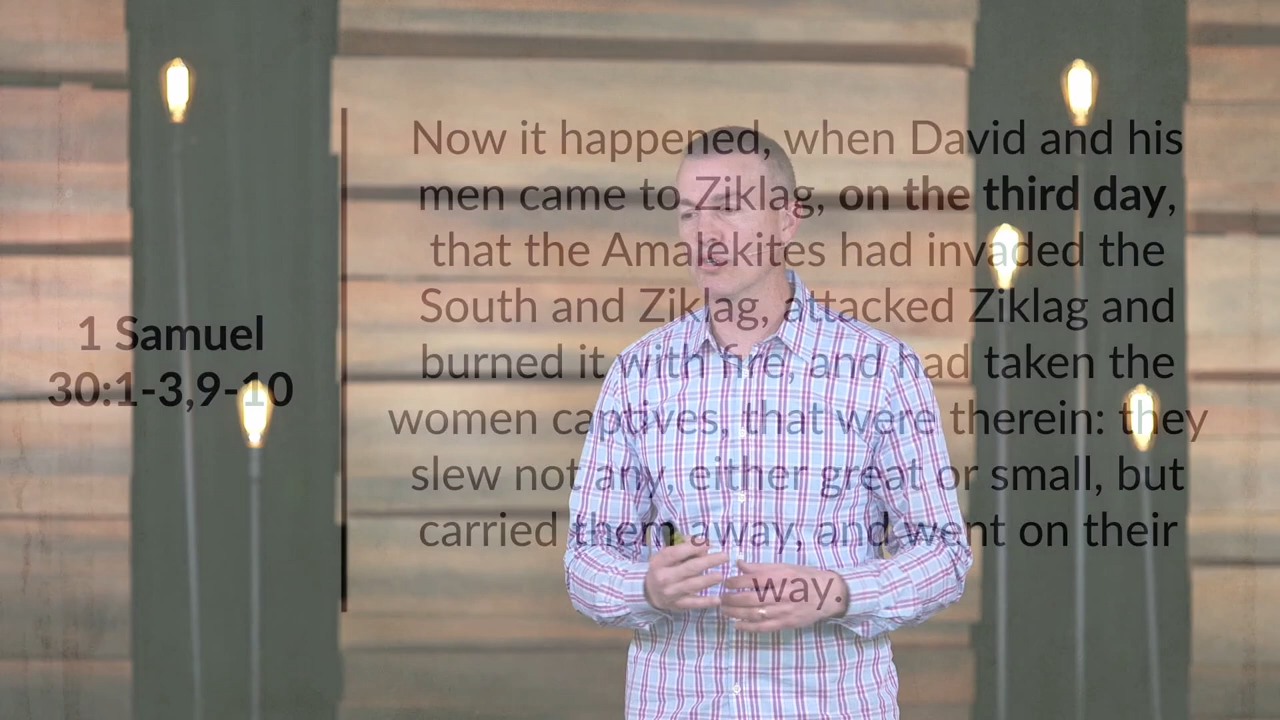 1 Samuel
30:1-3,9-10
Now it happened, when David and his
men came to Ziklag, on the third day,
that the Amalekites had invaded the
South and Ziklag, attacked Ziklag and
burned it with fire, and had taken the
women captives, that were therein: they
slew not any, either great or small, but
carried them away, and went on their
way.